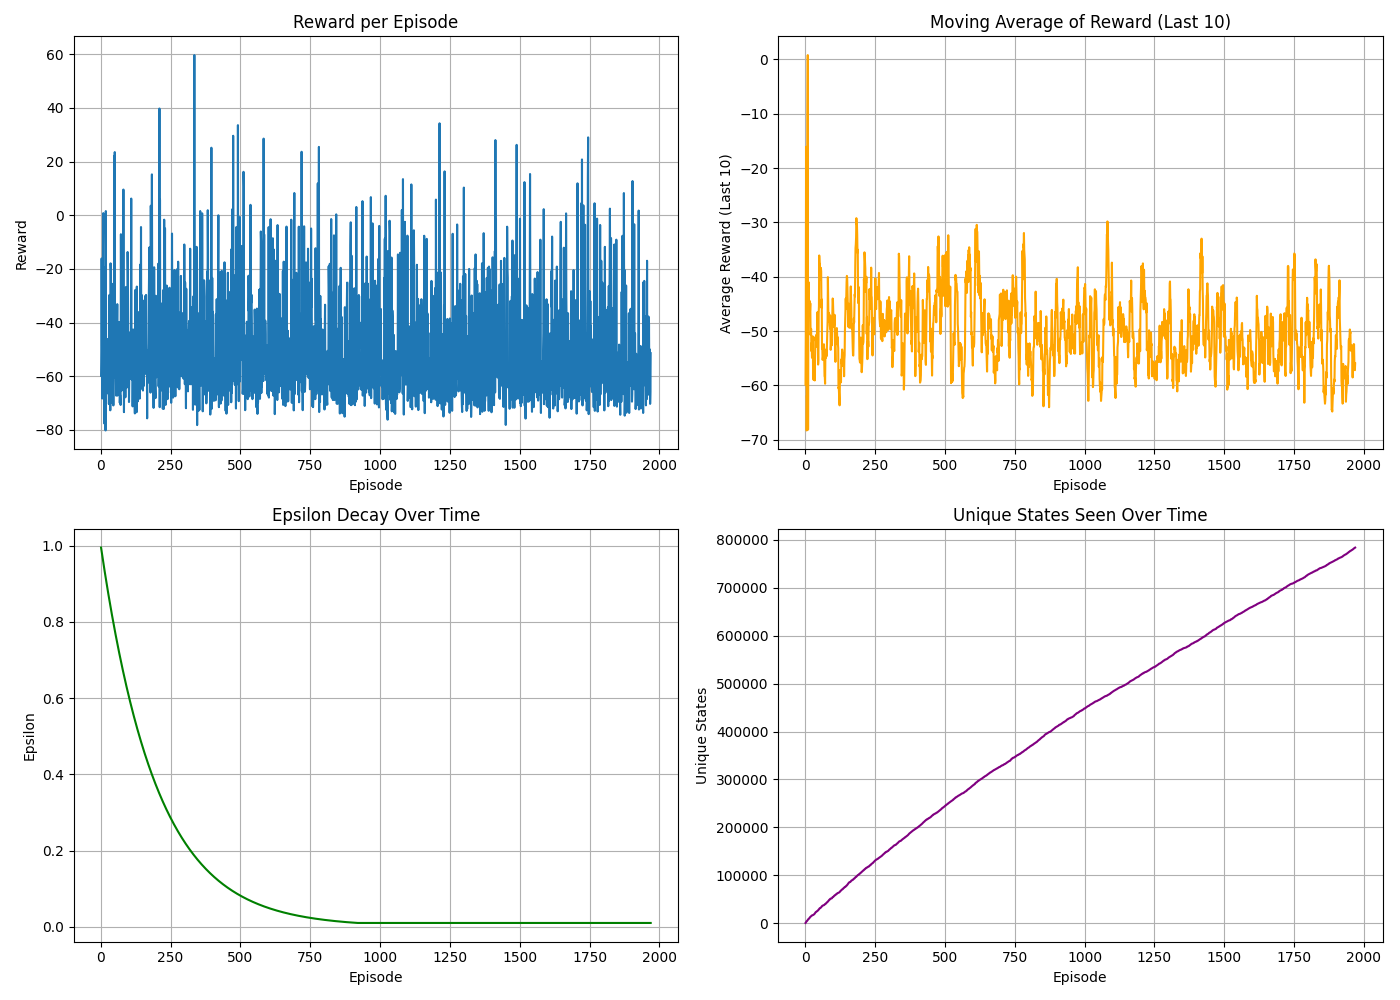 Reward per Episode
60
40
20
0
−20
−40
−60
−80
Reward
0 250 500 750 1000 1250 1500 1750 2000
Episode
Moving Average of Reward (Last 10)
0
−10
−20
−30
−40
−50
−60
−70
Average Reward (Last 10)
0 250 500 750 1000 1250 1500 1750 2000
Episode
Epsilon Decay Over Time
1.0
0.8
0.6
0.4
0.2
0.0
Epsilon
0 250 500 750 1000 1250 1500 1750 2000
Episode
Unique States Seen Over Time
800000
700000
600000
500000
400000
300000
200000
100000
0
Unique States
0 250 500 750 1000 1250 1500 1750 2000
Episode